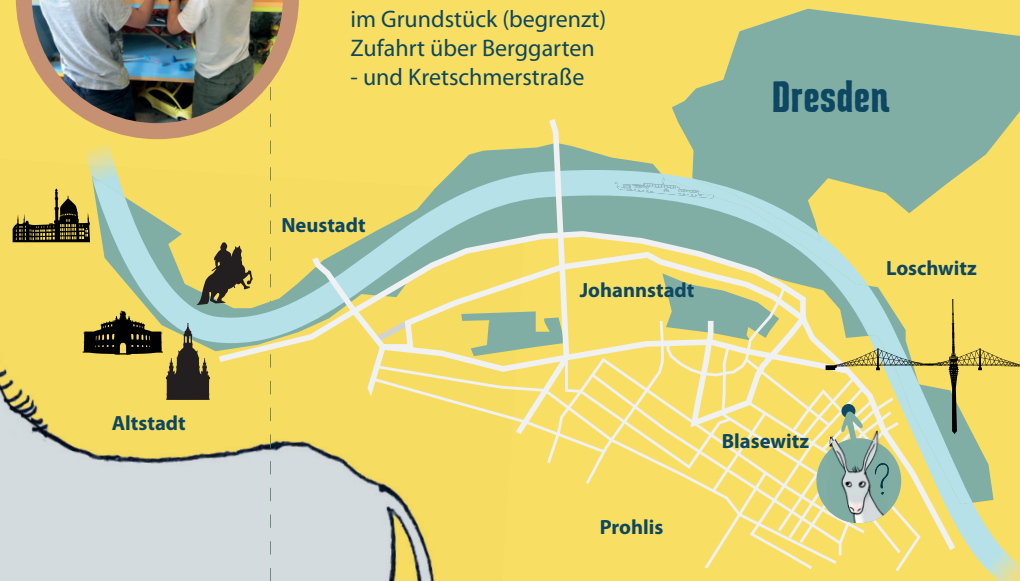 im Grundstück (begrenzt)
Zufahrt über Berggarten
- und Kretschmerstraße
Dresden
Neustadt
Loschwitz
Johannstadt
Altstadt
Blasewitz
?
Prohlis